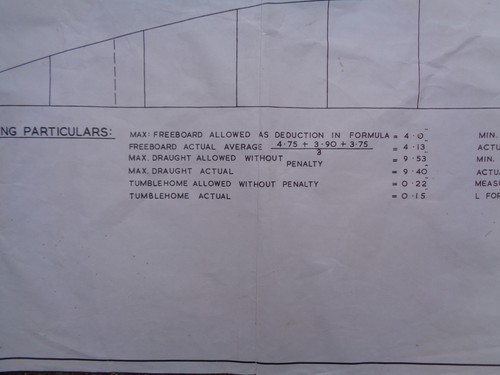 NG PARTICULARS:
MAX: FREEBOARD ALLOWED AS DEDUCTION IN FORMULA = 4·0 MIN.
FREEBOARD ACTUAL AVERAGE 4·75 + 3·90 + 3·75 / 3 = 4·13 ACTU
MAX. DRAUGHT ALLOWED WITHOUT PENALTY = 9·53 MIN.
MAX. DRAUGHT ACTUAL = 9·40 ACTU
TUMBLEHOME ALLOWED WITHOUT PENALTY = 0·22 MEASU
TUMBLEHOME ACTUAL = 0·15 L FOR